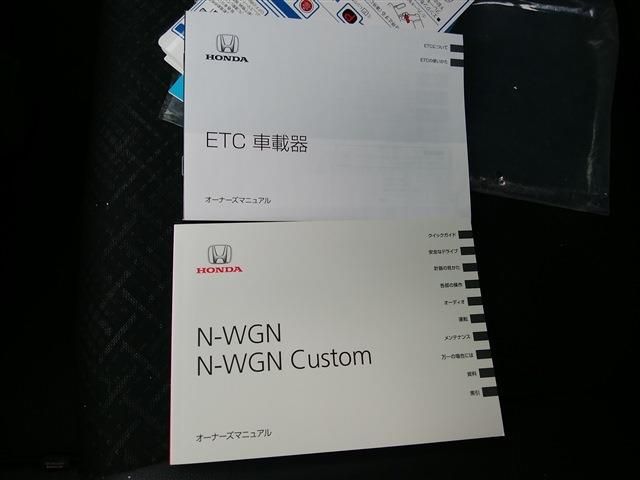 HONDA
ETCについて
ETCの使いかた
ETC 車載器
オーナーズマニュアル
HONDA
クイックガイド
安全なドライブ
計器の見かた
各部の操作
オーディオ
運転
メンテナンス
万一の場合には
資料
索引
N-WGN
N-WGN Custom
オーナーズマニュアル